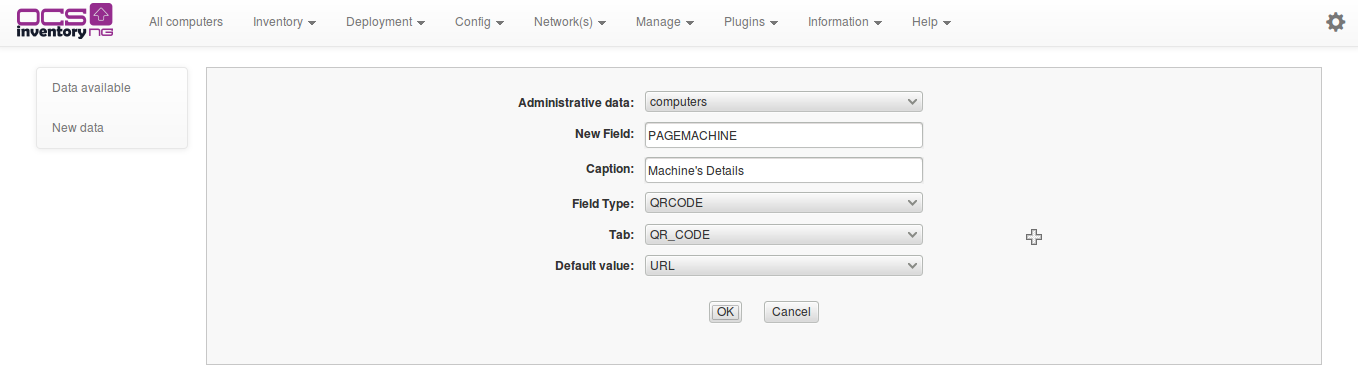 OCS
inventory NG
All computers Inventory Deployment Config Network(s) Manage Plugins Information Help
Data available
New data
Administrative data: computers
New Field: PAGEMACHINE
Caption: Machine's Details
Field Type: QRCODE
Tab: QR_CODE
Default value: URL
OK Cancel